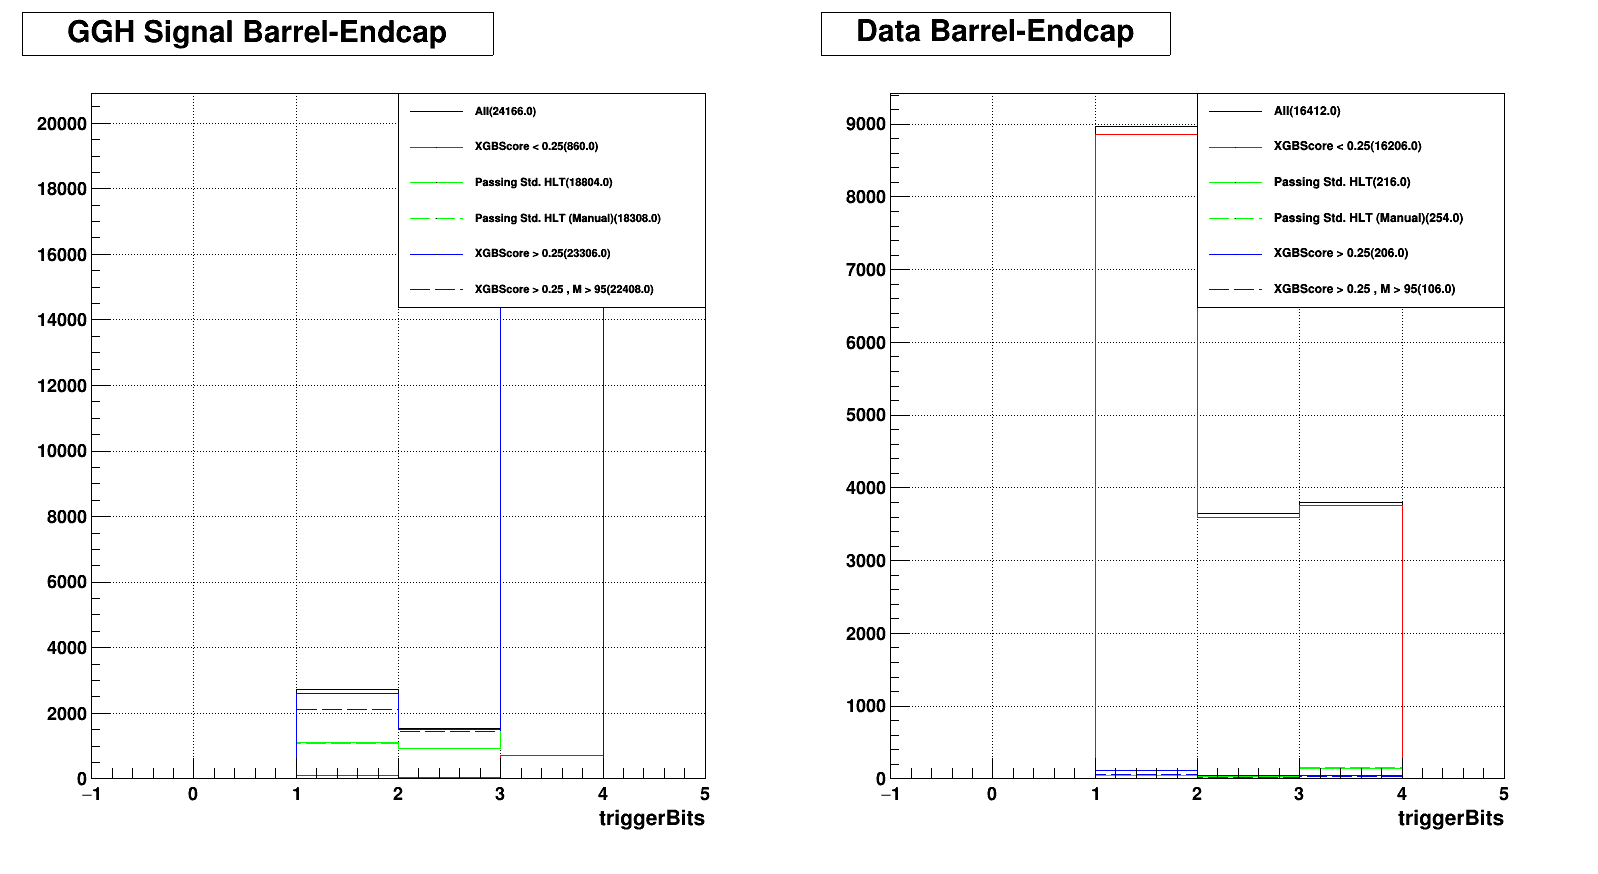 GGH Signal Barrel-Endcap
All(24166.0)
XGBScore < 0.25(860.0)
Passing Std. HLT(18804.0)
Passing Std. HLT (Manual)(18308.0)
XGBScore > 0.25(23306.0)
XGBScore > 0.25 , M > 95(22408.0)
20000
18000
16000
14000
12000
10000
8000
6000
4000
2000
0
−1 0 1 2 3 4 5
triggerBits
Data Barrel-Endcap
All(16412.0)
XGBScore < 0.25(16206.0)
Passing Std. HLT(216.0)
Passing Std. HLT (Manual)(254.0)
XGBScore > 0.25(206.0)
XGBScore > 0.25 , M > 95(106.0)
9000
8000
7000
6000
5000
4000
3000
2000
1000
0
−1 0 1 2 3 4 5
triggerBits